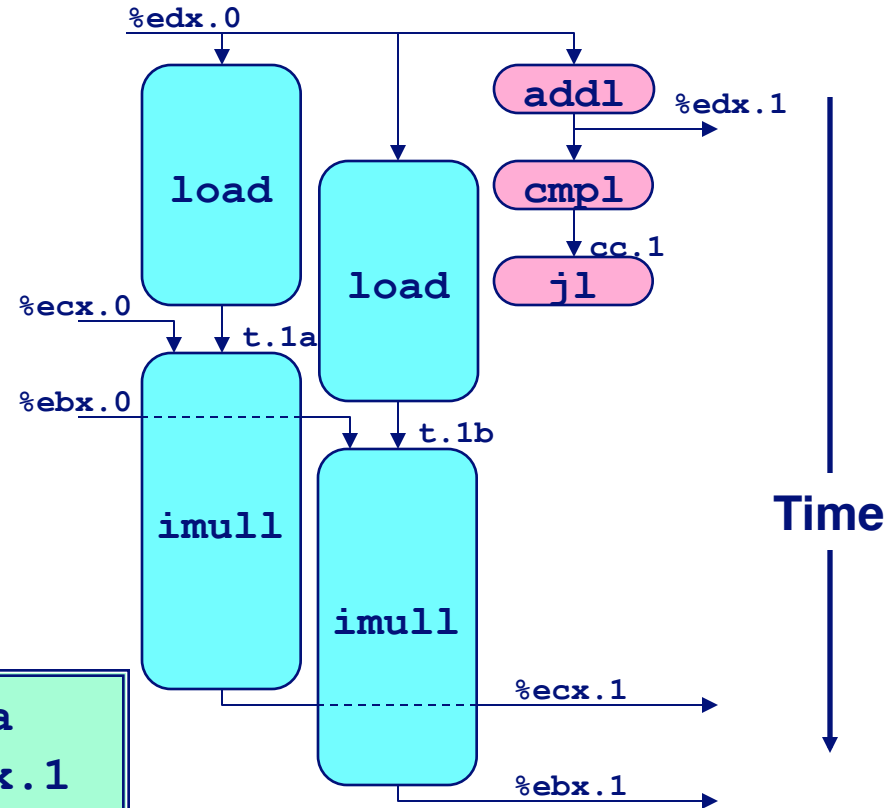 %edx.0
addl
%edx.1
load
cmpl
cc.1
load
jl
%ecx.0
t.1a
%ebx.0
t.1b
Time
imull
imull
%ecx.1
a
x.1
%ebx.1